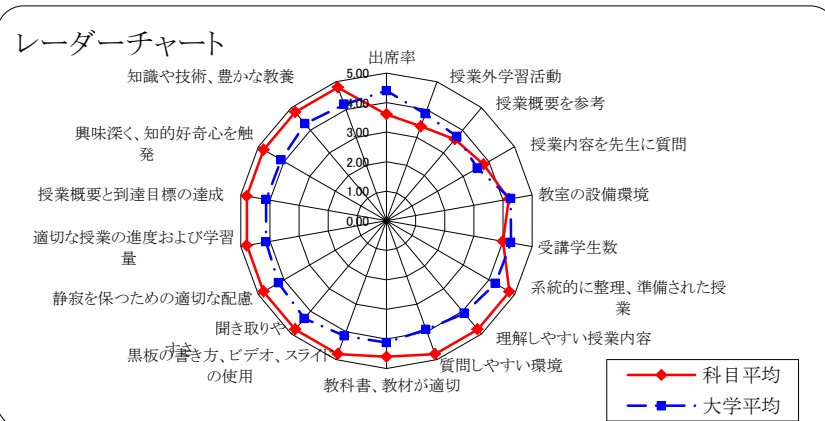 レーダーチャート
出席率
授業外学習活動
授業概要を参考
授業内容を先生に質問
教室の設備環境
受講学生数
系統的に整理、準備された授
業
理解しやすい授業内容
質問しやすい環境
教科書、教材が適切
黒板の書き方、ビデオ、スライド
の使用
聞き取りや
すさ
静寂を保つための適切な配慮
適切な授業の進度および学習
量
授業概要と到達目標の達成
興味深く、知的好奇心を触
発
知識や技術、豊かな教養
5.00
4.00
3.00
2.00
1.00
0.00
科目平均
大学平均